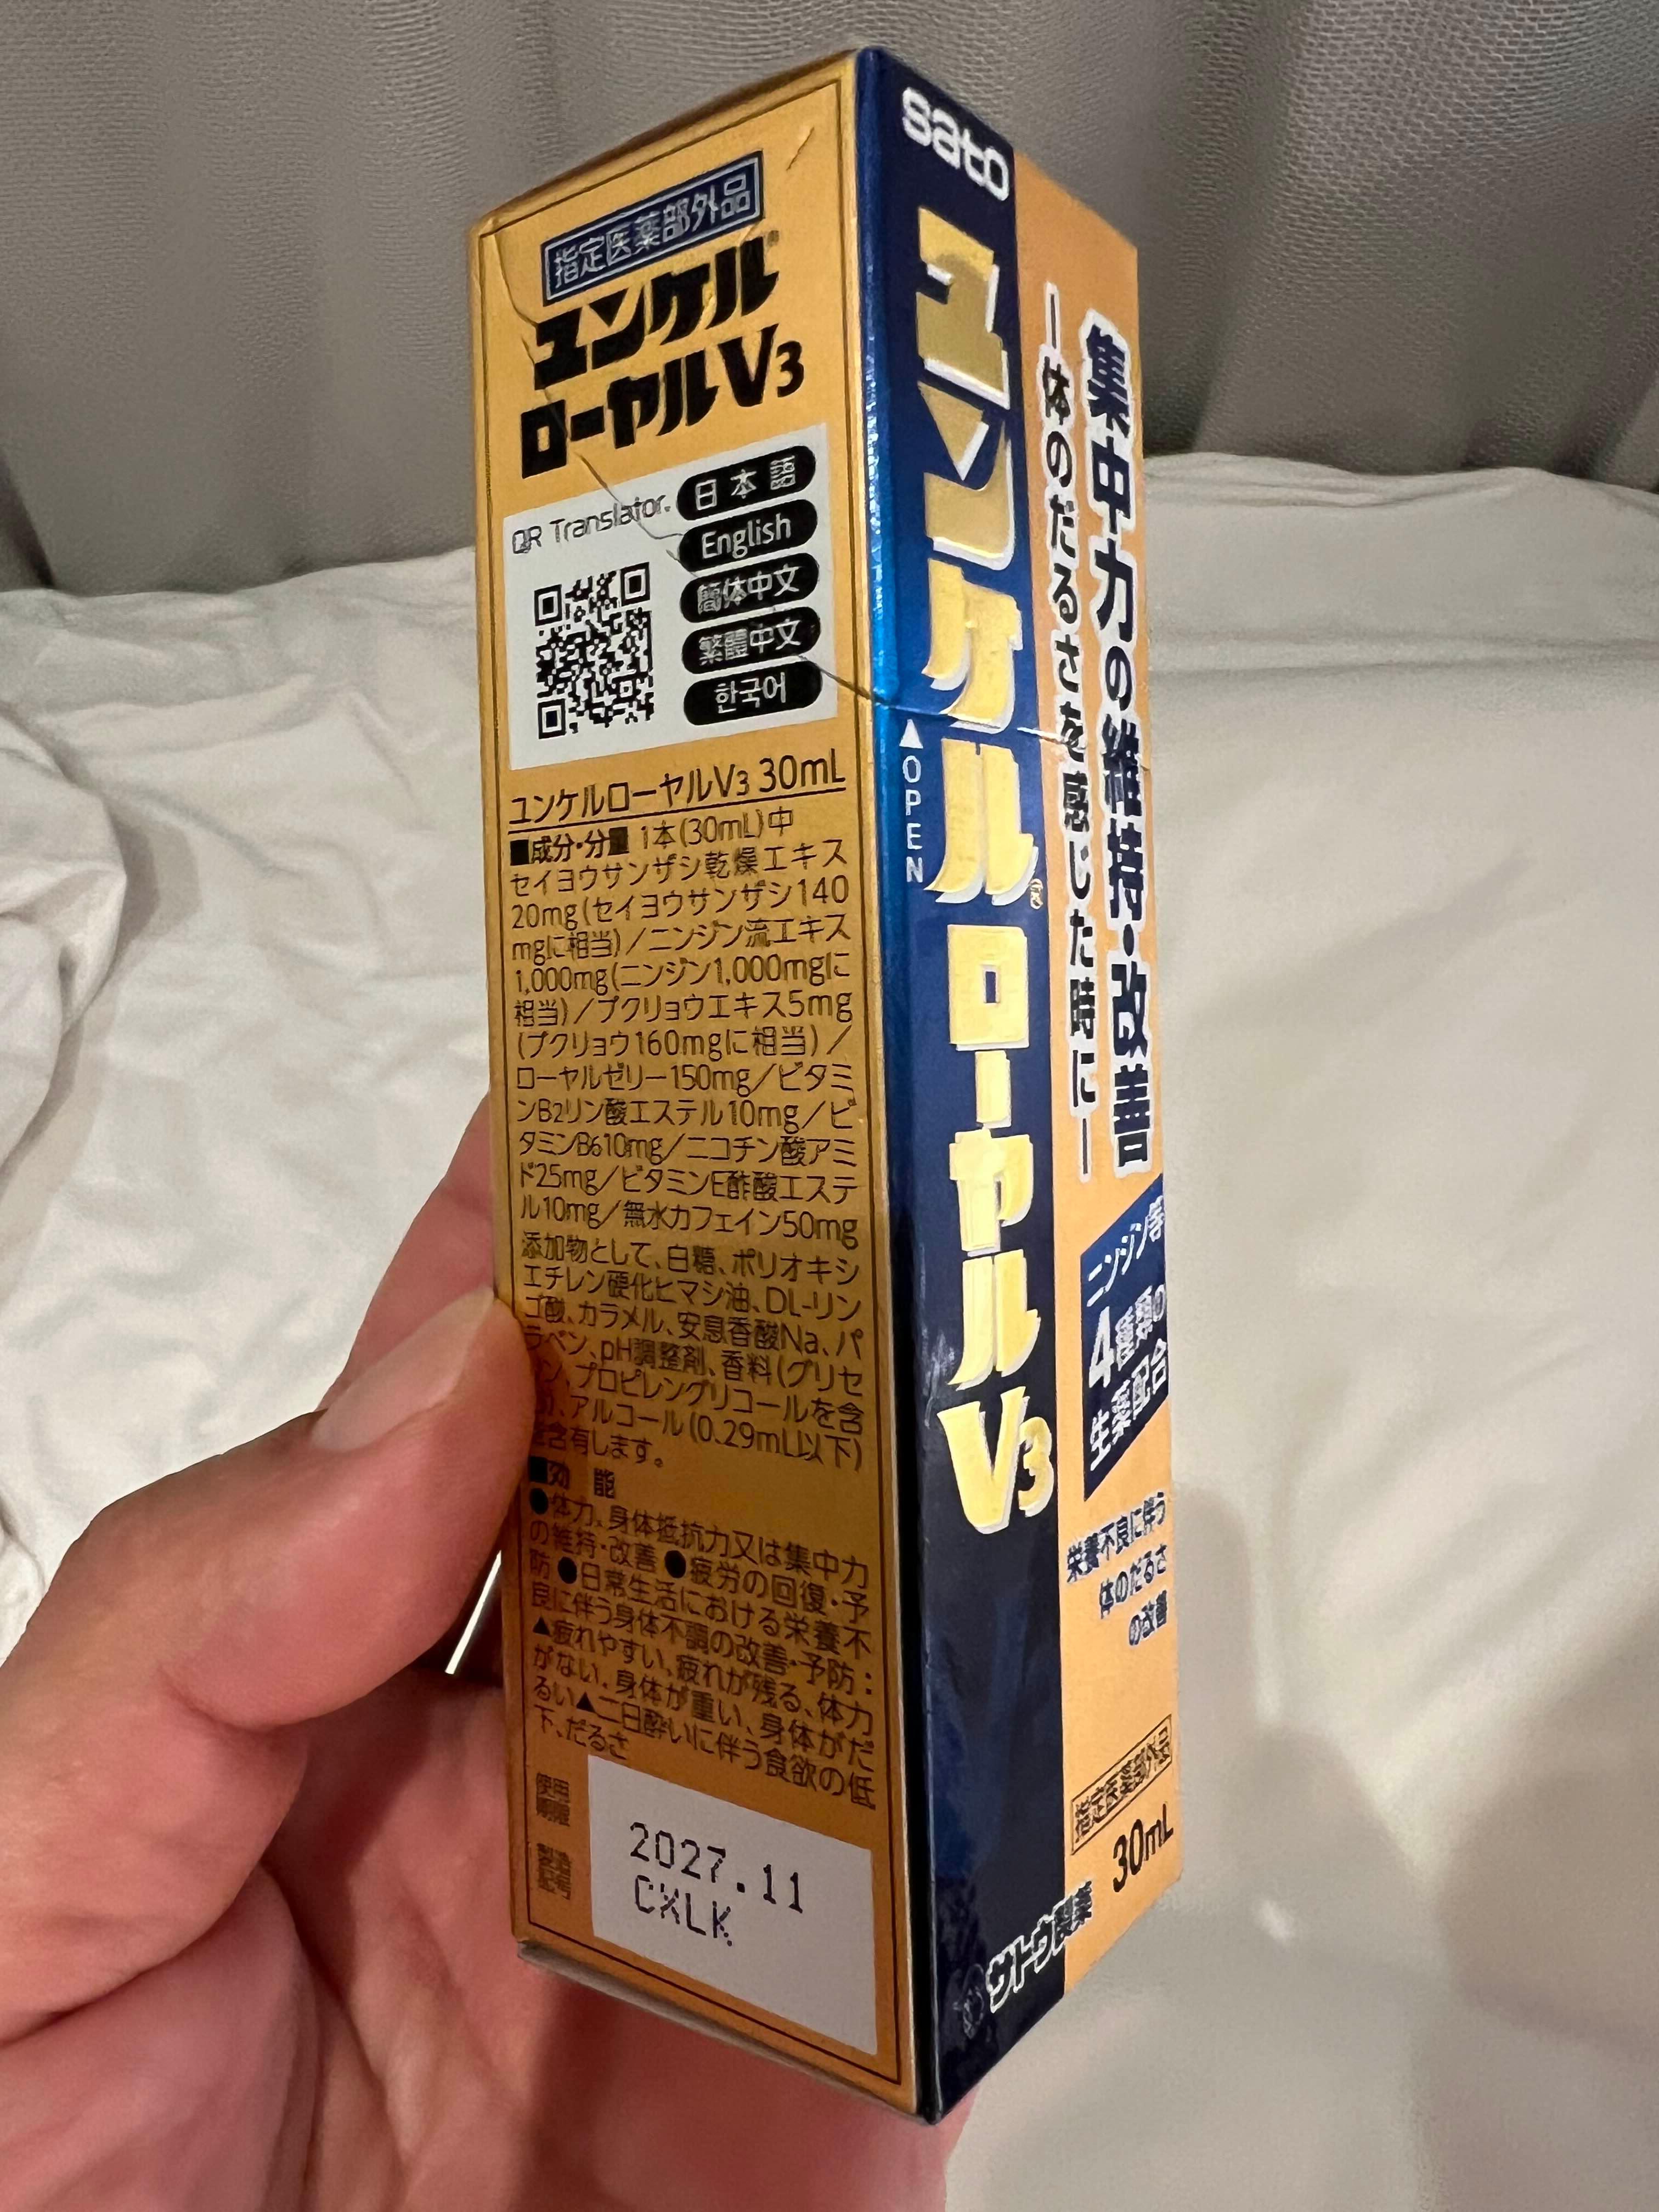 指定医薬部外品
ユンケル®
ローヤルV3
QR Translator.
日本語
English
简体中文
繁體中文
한국어
ユンケルローヤルV3 30mL
■成分・分量 1本(30mL)中
セイヨウサンザシ乾燥エキス
20mg(セイヨウサンザシ140
mgに相当)/ニンジン流エキス
1,000mg(ニンジン1,000mgに
相当)/ブクリョウエキス5mg
(ブクリョウ160mgに相当)/
ローヤルゼリー150mg/ビタミ
ンB2リン酸エステル10mg/ビ
タミンB6 10mg/ニコチン酸アミ
ド25mg/ビタミンE酢酸エステ
ル10mg/無水カフェイン50mg
添加物として、白糖、ポリオキシ
エチレン硬化ヒマシ油、DL-リン
ゴ酸、カラメル、安息香酸Na、パ
ラベン、pH調整剤、香料(グリセ
ン、プロピレングリコールを含
、アルコール(0.29mL以下)
を含有します。
■効 能
●体力、身体抵抗力又は集中力
の維持・改善 ●疲労の回復・予
防 ●日常生活における栄養不
良に伴う身体不調の改善・予防:
▲疲れやすい、疲れが残る、体力
がない、身体が重い、身体がだ
るい▲二日酔いに伴う食欲の低
下、だるさ
使用
期限
製造
記号
2027.11
CXLK
sato
ユンケルローヤルV3
▲OPEN
サトウ製薬
集中力の維持・改善
―体のだるさを感じた時に―
ニンジン等
4種類の
生薬配合
栄養不良に伴う
体のだるさ
の改善
指定医薬部外品
30mL